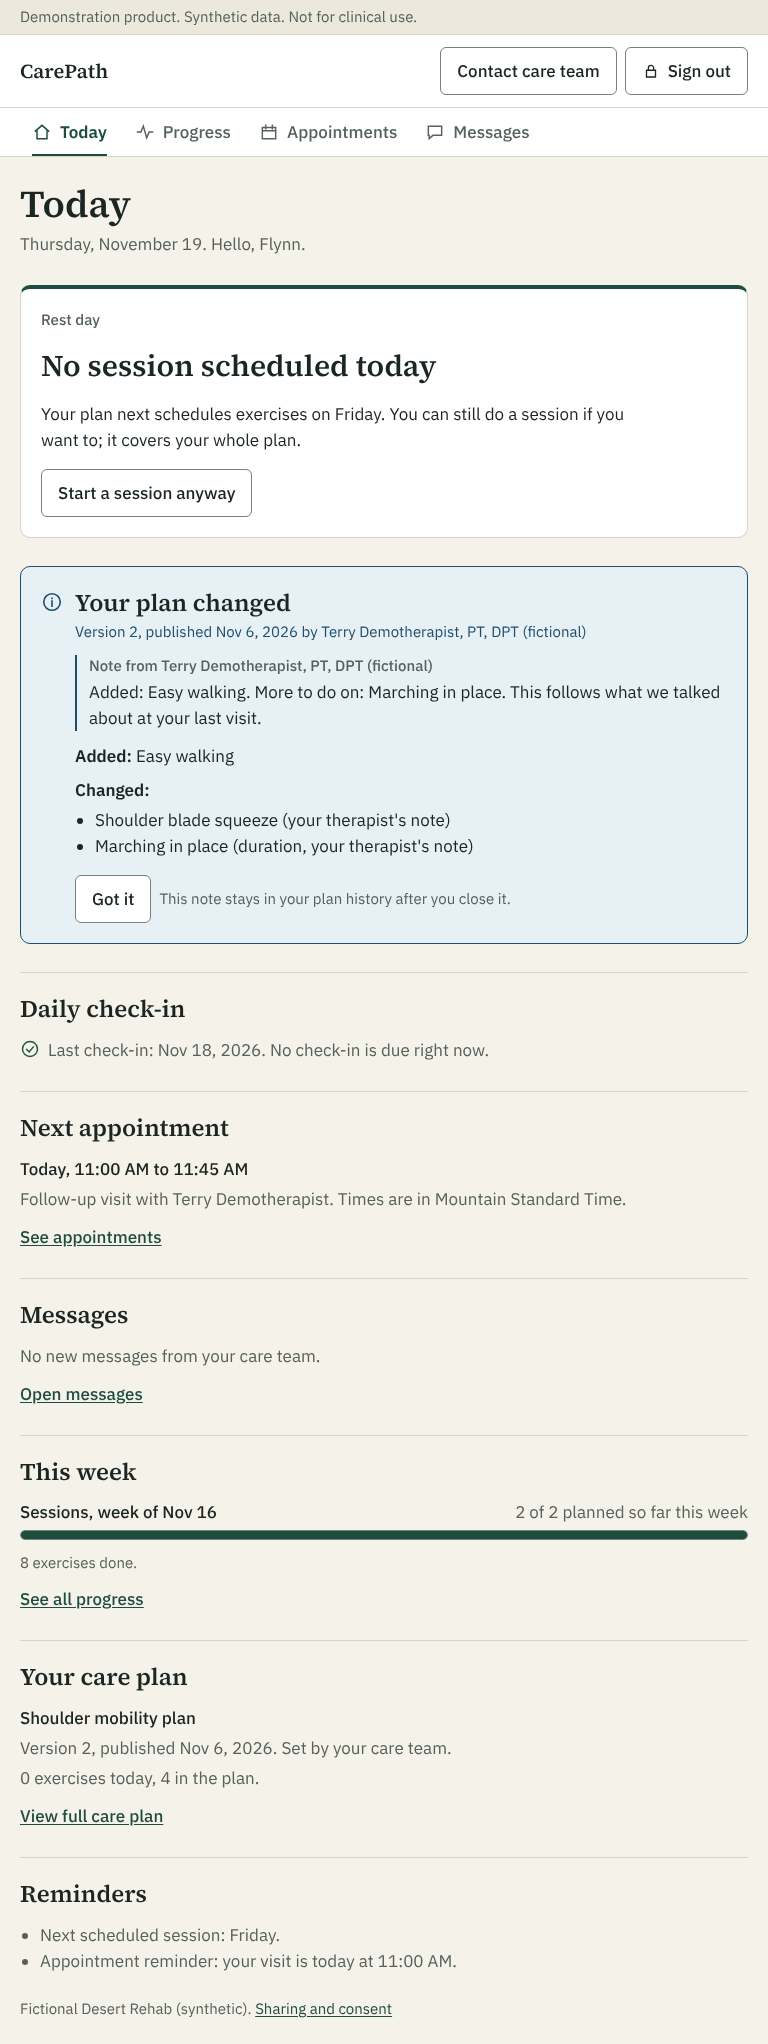 Demonstration product. Synthetic data. Not for clinical use.
CarePath
Contact care team
Sign out
Today
Progress
Appointments
Messages
Today
Thursday, November 19. Hello, Flynn.
Rest day
No session scheduled today
Your plan next schedules exercises on Friday. You can still do a session if you
want to; it covers your whole plan.
Start a session anyway
Your plan changed
Version 2, published Nov 6, 2026 by Terry Demotherapist, PT, DPT (fictional)
Note from Terry Demotherapist, PT, DPT (fictional)
Added: Easy walking. More to do on: Marching in place. This follows what we talked
about at your last visit.
Added: Easy walking
Changed:
Shoulder blade squeeze (your therapist's note)
Marching in place (duration, your therapist's note)
Got it
This note stays in your plan history after you close it.
Daily check-in
Last check-in: Nov 18, 2026. No check-in is due right now.
Next appointment
Today, 11:00 AM to 11:45 AM
Follow-up visit with Terry Demotherapist. Times are in Mountain Standard Time.
See appointments
Messages
No new messages from your care team.
Open messages
This week
Sessions, week of Nov 16
2 of 2 planned so far this week
8 exercises done.
See all progress
Your care plan
Shoulder mobility plan
Version 2, published Nov 6, 2026. Set by your care team.
0 exercises today, 4 in the plan.
View full care plan
Reminders
Next scheduled session: Friday.
Appointment reminder: your visit is today at 11:00 AM.
Fictional Desert Rehab (synthetic). Sharing and consent